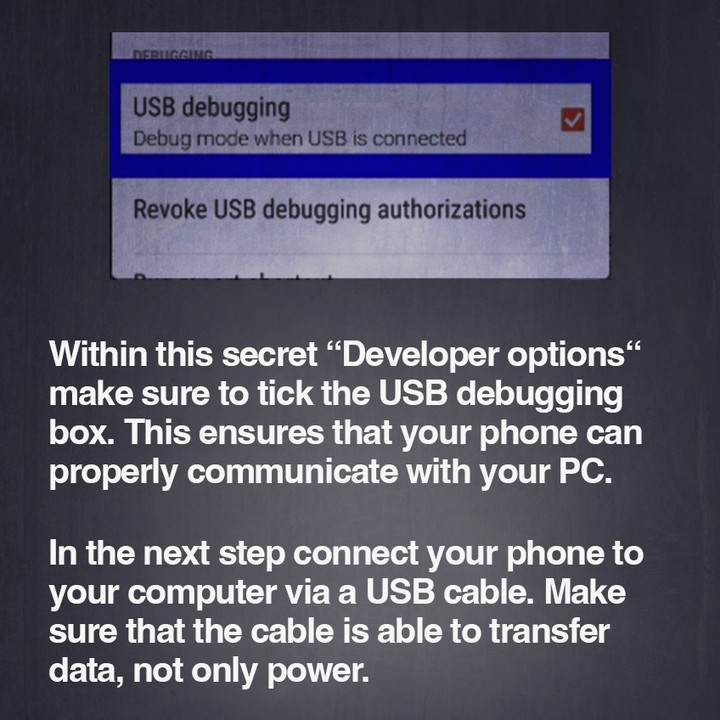 DEBUGGING
USB debugging
Debug mode when USB is connected
Revoke USB debugging authorizations
Within this secret “Developer options“
make sure to tick the USB debugging
box. This ensures that your phone can
properly communicate with your PC.
In the next step connect your phone to
your computer via a USB cable. Make
sure that the cable is able to transfer
data, not only power.